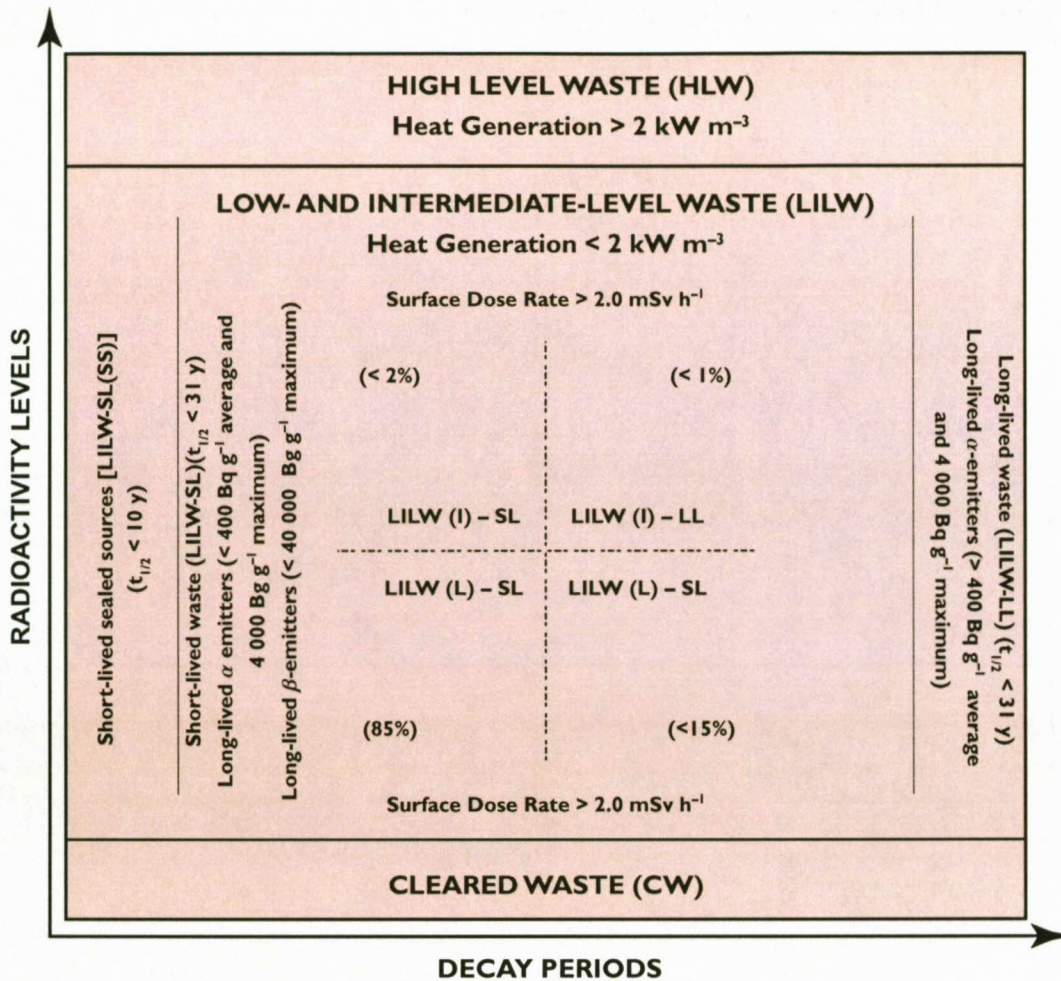 HIGH LEVEL WASTE (HLW)
Heat Generation > 2 kW m⁻³
LOW- AND INTERMEDIATE-LEVEL WASTE (LILW)
Heat Generation < 2 kW m⁻³
Surface Dose Rate > 2.0 mSv h⁻¹
RADIOACTIVITY LEVELS
Short-lived sealed sources [LILW-SL(SS)]
(t1/2 < 10 y)
Short-lived waste (LILW-SL)(t1/2 < 31 y)
Long-lived α emitters (< 400 Bq g⁻¹ average and
4 000 Bg g⁻¹ maximum)
Long-lived β-emitters (< 40 000 Bg g⁻¹ maximum)
(< 2%)
(< 1%)
LILW (I) – SL
LILW (I) – LL
LILW (L) – SL
LILW (L) – SL
(85%)
(<15%)
Long-lived waste (LILW-LL) (t1/2 < 31 y)
Long-lived α-emitters (> 400 Bq g⁻¹ average
and 4 000 Bq g⁻¹ maximum)
Surface Dose Rate > 2.0 mSv h⁻¹
CLEARED WASTE (CW)
DECAY PERIODS